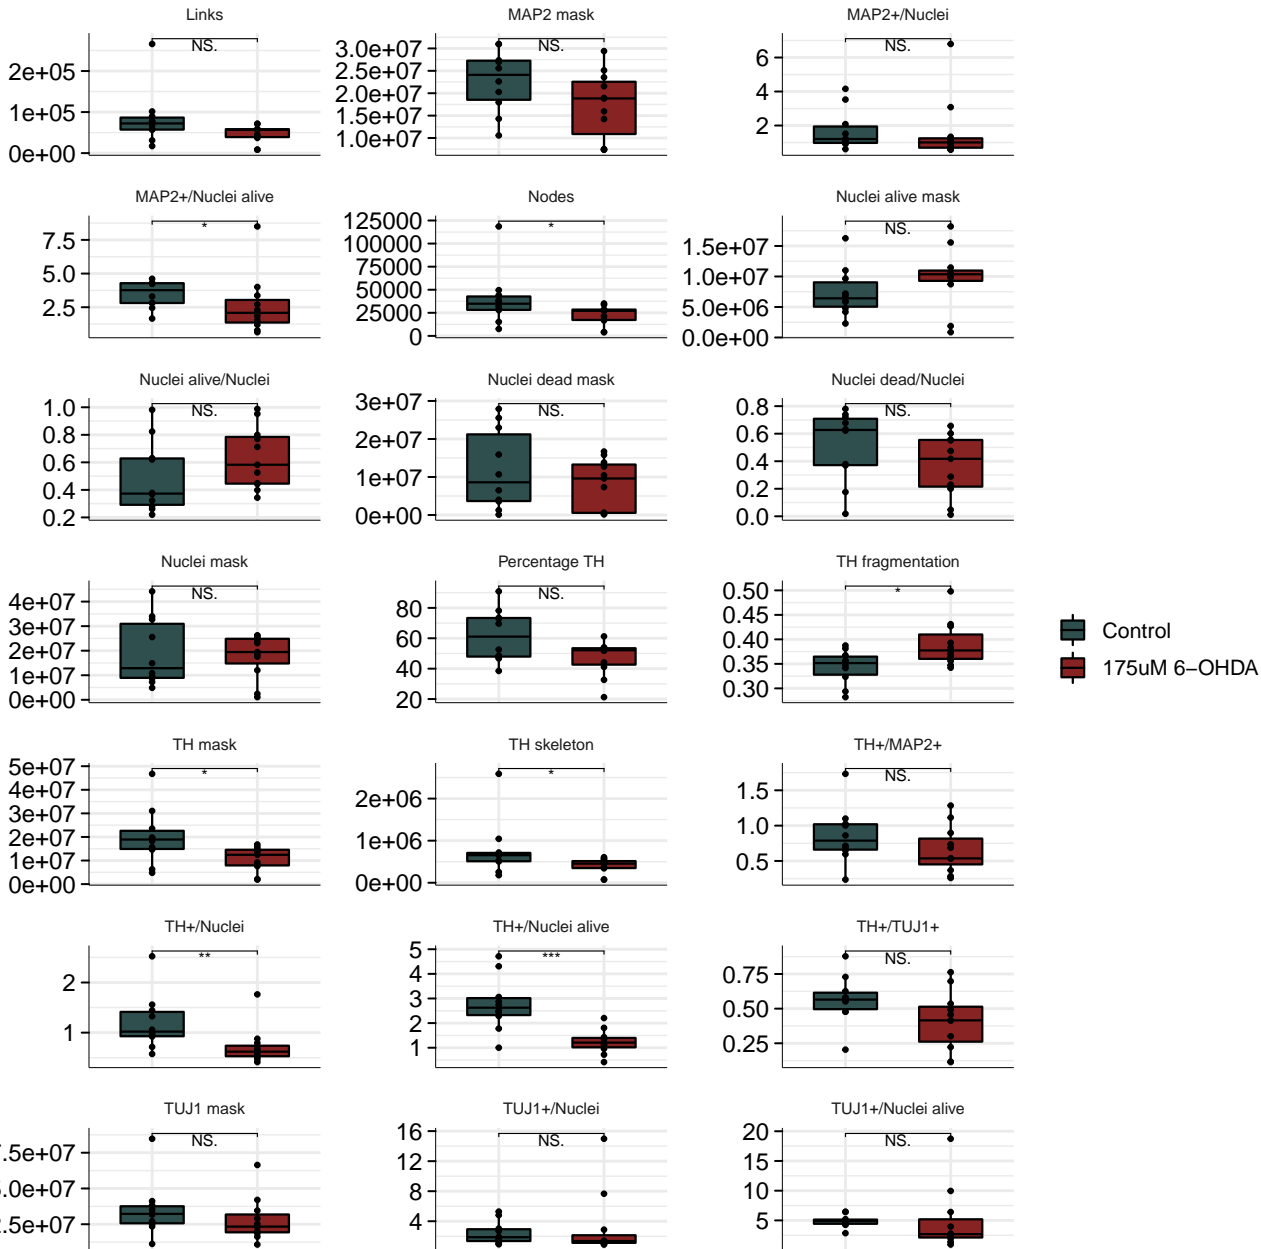 Links
MAP2 mask
MAP2+/Nuclei
NS.
NS.
NS.
2e+05
1e+05
0e+00
3.0e+07
2.5e+07
2.0e+07
1.5e+07
1.0e+07
6
4
2
MAP2+/Nuclei alive
Nodes
Nuclei alive mask
*
*
NS.
7.5
5.0
2.5
125000
100000
75000
50000
25000
0
1.5e+07
1.0e+07
5.0e+06
0.0e+00
Nuclei alive/Nuclei
Nuclei dead mask
Nuclei dead/Nuclei
NS.
NS.
NS.
1.0
0.8
0.6
0.4
0.2
3e+07
2e+07
1e+07
0e+00
0.8
0.6
0.4
0.2
0.0
Nuclei mask
Percentage TH
TH fragmentation
NS.
NS.
*
4e+07
3e+07
2e+07
1e+07
0e+00
80
60
40
20
0.50
0.45
0.40
0.35
0.30
Control
175uM 6−OHDA
TH mask
TH skeleton
TH+/MAP2+
*
*
NS.
5e+07
4e+07
3e+07
2e+07
1e+07
0e+00
2e+06
1e+06
0e+00
1.5
1.0
0.5
TH+/Nuclei
TH+/Nuclei alive
TH+/TUJ1+
**
***
NS.
2
1
5
4
3
2
1
0.75
0.50
0.25
TUJ1 mask
TUJ1+/Nuclei
TUJ1+/Nuclei alive
NS.
NS.
NS.
.5e+07
.0e+07
.5e+07
16
12
8
4
20
15
10
5